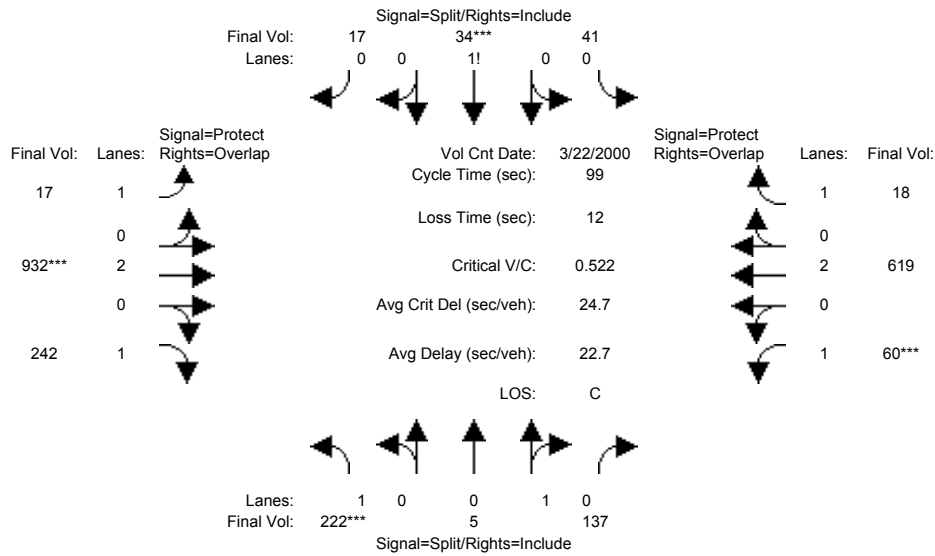 Signal=Split/Rights=Include
Final Vol: 17 34*** 41
Lanes: 0 0 1! 0 0
Signal=Protect Signal=Protect
Final Vol: Lanes: Rights=Overlap Vol Cnt Date: 3/22/2000 Rights=Overlap Lanes: Final Vol:
Cycle Time (sec): 99
17 1 1 18
Loss Time (sec): 12
0 0
932*** 2 Critical V/C: 0.522 2 619
0 Avg Crit Del (sec/veh): 24.7 0
242 1 Avg Delay (sec/veh): 22.7 1 60***
LOS: C
Lanes: 1 0 0 1 0
Final Vol: 222*** 5 137
Signal=Split/Rights=Include